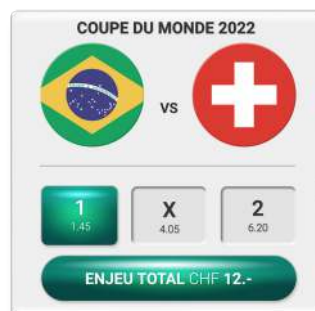 COUPE DU MONDE 2022
vs
1 X 2
1.45 4.05 6.20
ENJEU TOTAL CHF 12.-